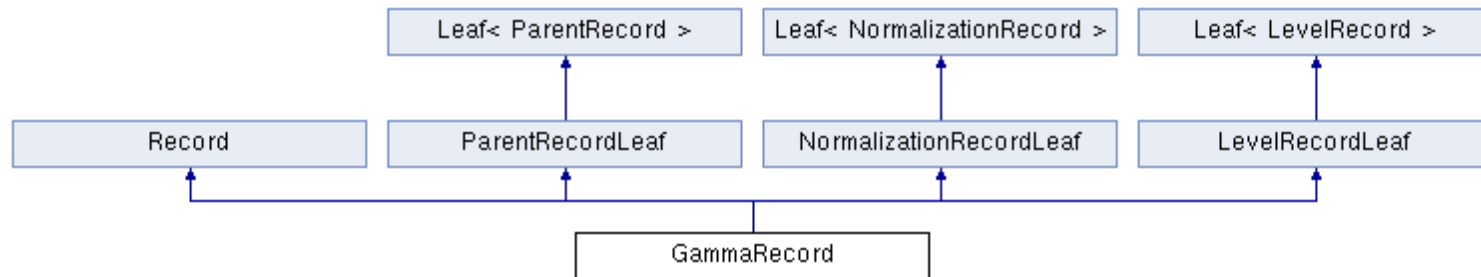 Leaf< ParentRecord >
Leaf< NormalizationRecord >
Leaf< LevelRecord >
Record
ParentRecordLeaf
NormalizationRecordLeaf
LevelRecordLeaf
GammaRecord